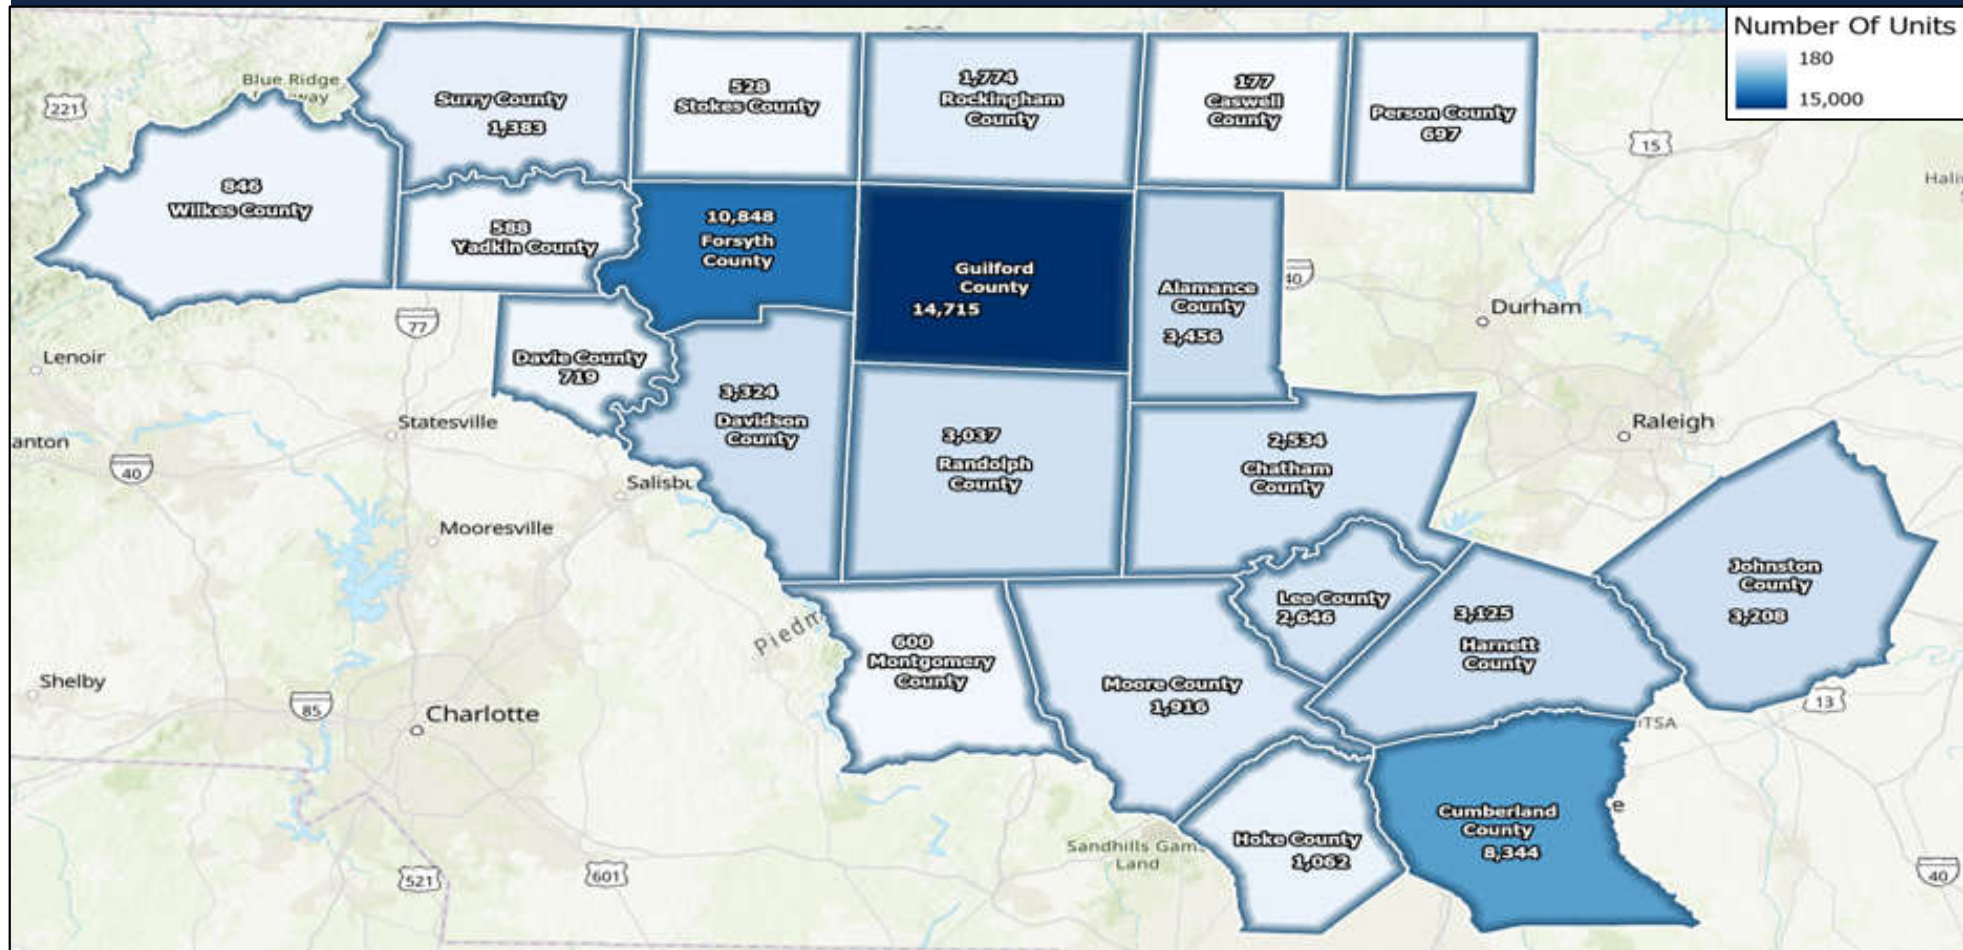 Number Of Units
180
15,000
Blue Ridge
221
Surry County
1,383
528
Stokes County
1,774
Rockingham
County
177
Caswell
County
Person County
697
15
846
Wilkes County
588
Yadkin County
10,848
Forsyth
County
Guilford
County
14,715
Alamance
County
3,456
40
Durham
77
Lenoir
Davie County
719
3,324
Davidson
County
Statesville
anton
40
3,037
Randolph
County
2,534
Chatham
County
Raleigh
Salisbu
Mooresville
Johnston
County
3,208
Lee County
2,646
3,125
Harnett
County
Piedm
600
Montgomery
County
Moore County
1,916
Shelby
85
Charlotte
13
ITSA
Cumberland
County
8,344
e
Hoke County
1,062
Sandhills Gam
Land
521
601
40